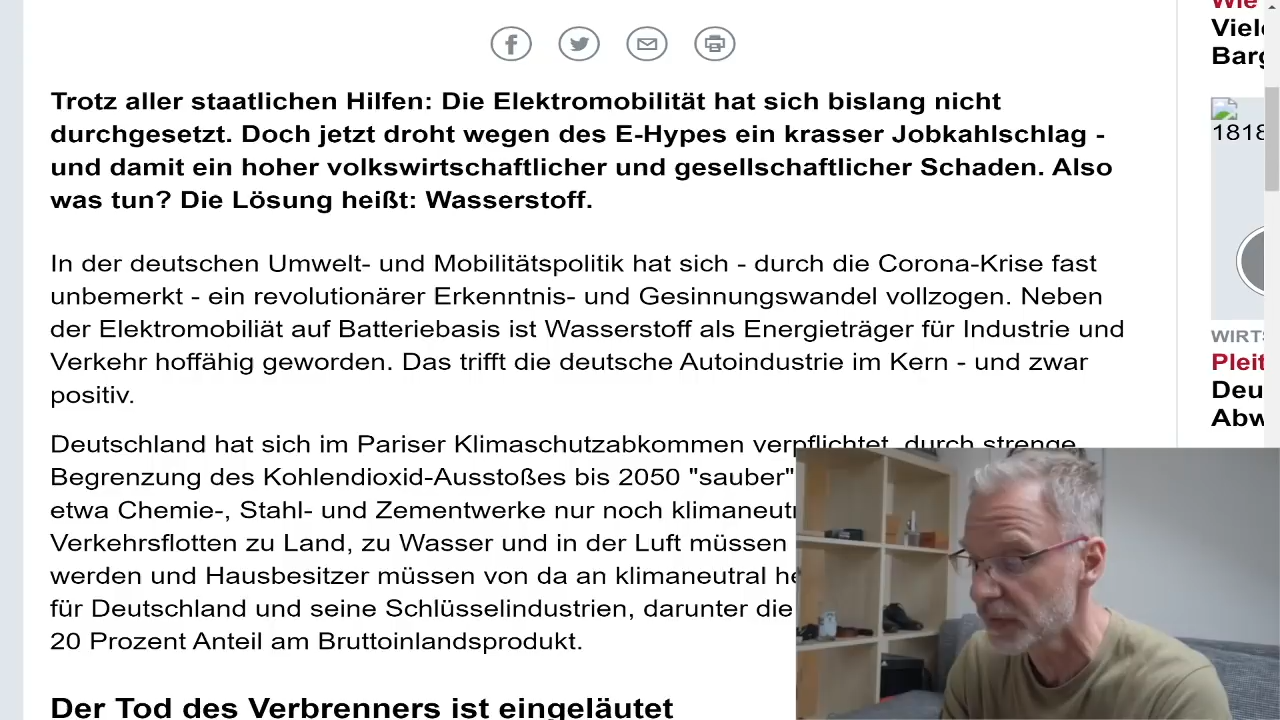 Trotz aller staatlichen Hilfen: Die Elektromobilität hat sich bislang nicht
durchgesetzt. Doch jetzt droht wegen des E-Hypes ein krasser Jobkahlschlag -
und damit ein hoher volkswirtschaftlicher und gesellschaftlicher Schaden. Also
was tun? Die Lösung heißt: Wasserstoff.
In der deutschen Umwelt- und Mobilitätspolitik hat sich - durch die Corona-Krise fast
unbemerkt - ein revolutionärer Erkenntnis- und Gesinnungswandel vollzogen. Neben
der Elektromobiliät auf Batteriebasis ist Wasserstoff als Energieträger für Industrie und
Verkehr hoffähig geworden. Das trifft die deutsche Autoindustrie im Kern - und zwar
positiv.
Deutschland hat sich im Pariser Klimaschutzabkommen verpflichtet, durch strenge
Begrenzung des Kohlendioxid-Ausstoßes bis 2050 "sauber"
etwa Chemie-, Stahl- und Zementwerke nur noch klimaneutr
Verkehrsflotten zu Land, zu Wasser und in der Luft müssen
werden und Hausbesitzer müssen von da an klimaneutral he
für Deutschland und seine Schlüsselindustrien, darunter die
20 Prozent Anteil am Bruttoinlandsprodukt.
Der Tod des Verbrenners ist eingeläutet
Wie
Viel
Barg
1818
WIRT
Pleit
Deu
Abw